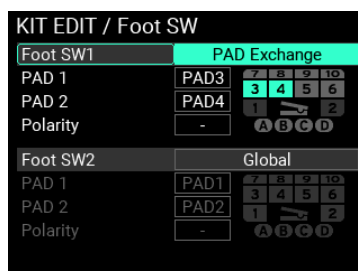 KIT EDIT / Foot SW
Foot SW1 PAD Exchange
PAD 1 PAD3 7 8 9 10
3 4 5 6
PAD 2 PAD4 1 2
Polarity - A B C D
Foot SW2 Global
PAD 1 PAD1 7 8 9 10
3 4 5 6
PAD 2 PAD2 1 2
Polarity - A B C D